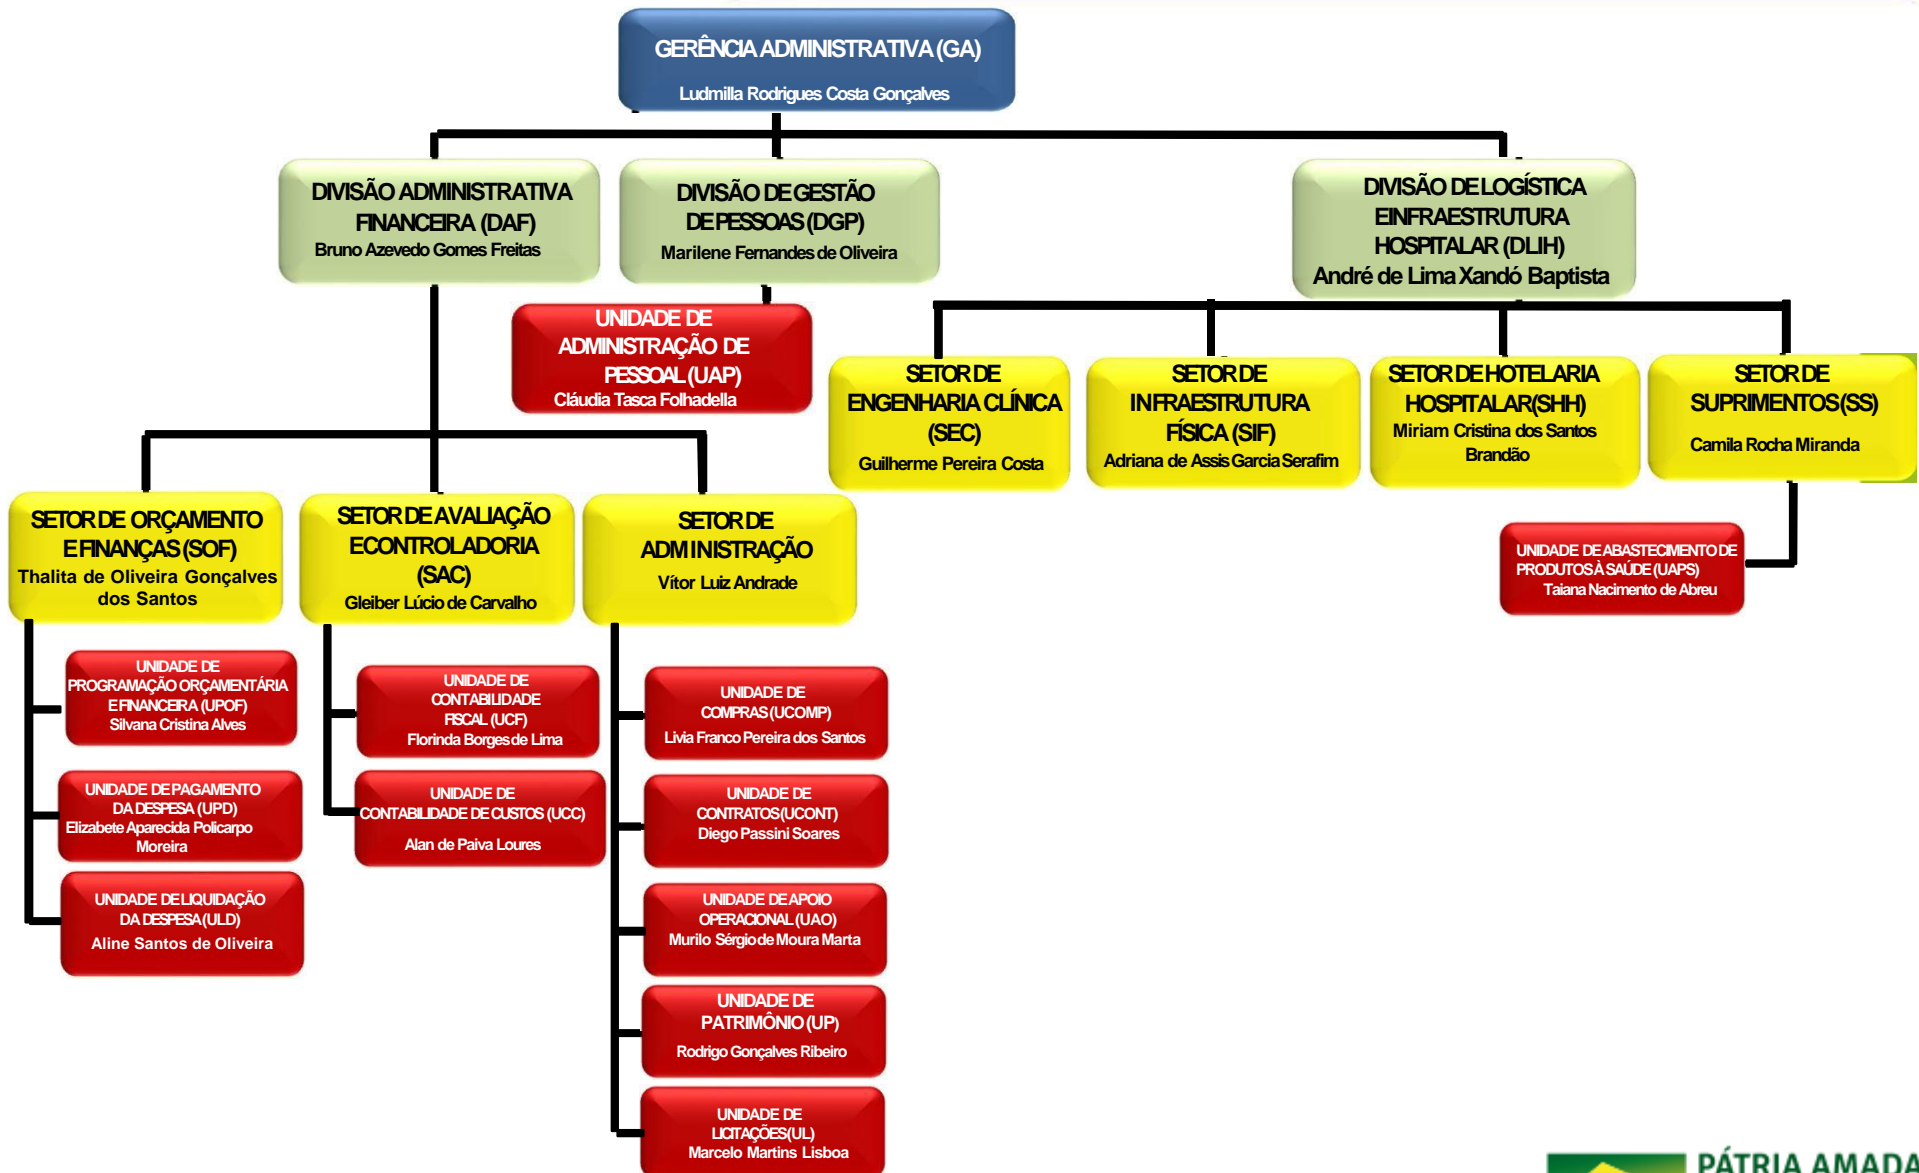 GERÊNCIA ADMINISTRATIVA (GA)
Ludmilla Rodrigues Costa Gonçalves
DIVISÃO ADMINISTRATIVA
FINANCEIRA (DAF)
Bruno Azevedo Gomes Freitas
DIVISÃO DE GESTÃO
DE PESSOAS (DGP)
Marilene Fernandes de Oliveira
DIVISÃO DE LOGÍSTICA
E INFRAESTRUTURA
HOSPITALAR (DLIH)
André de Lima Xandó Baptista
UNIDADE DE
ADMINISTRAÇÃO DE
PESSOAL (UAP)
Cláudia Tasca Folhadella
SETOR DE
ENGENHARIA CLÍNICA
(SEC)
Guilherme Pereira Costa
SETOR DE
INFRAESTRUTURA
FÍSICA (SIF)
Adriana de Assis Garcia Serafim
SETOR DE HOTELARIA
HOSPITALAR(SHH)
Miriam Cristina dos Santos
Brandão
SETOR DE
SUPRIMENTOS (SS)
Camila Rocha Miranda
SETOR DE ORÇAMENTO
E FINANÇAS (SOF)
Thalita de Oliveira Gonçalves
dos Santos
SETOR DE AVALIAÇÃO
E CONTROLADORIA
(SAC)
Gleiber Lúcio de Carvalho
SETOR DE
ADMINISTRAÇÃO
Vítor Luiz Andrade
UNIDADE DE ABASTECIMENTO DE
PRODUTOS À SAÚDE (UAPS)
Taiana Nacimento de Abreu
UNIDADE DE
PROGRAMAÇÃO ORÇAMENTÁRIA
E FINANCEIRA (UPOF)
Silvana Cristina Alves
UNIDADE DE PAGAMENTO
DA DESPESA (UPD)
Elizabete Aparecida Policarpo
Moreira
UNIDADE DE LIQUIDAÇÃO
DA DESPESA (ULD)
Aline Santos de Oliveira
UNIDADE DE
CONTABILIDADE
FISCAL (UCF)
Florinda Borges de Lima
UNIDADE DE
CONTABILIDADE DE CUSTOS (UCC)
Alan de Paiva Loures
UNIDADE DE
COMPRAS (UCOMP)
Livia Franco Pereira dos Santos
UNIDADE DE
CONTRATOS (UCONT)
Diego Passini Soares
UNIDADE DE APOIO
OPERACIONAL (UAO)
Murilo Sérgio de Moura Marta
UNIDADE DE
PATRIMÔNIO (UP)
Rodrigo Gonçalves Ribeiro
UNIDADE DE
LICITAÇÕES (UL)
Marcelo Martins Lisboa
PÁTRIA AMADA